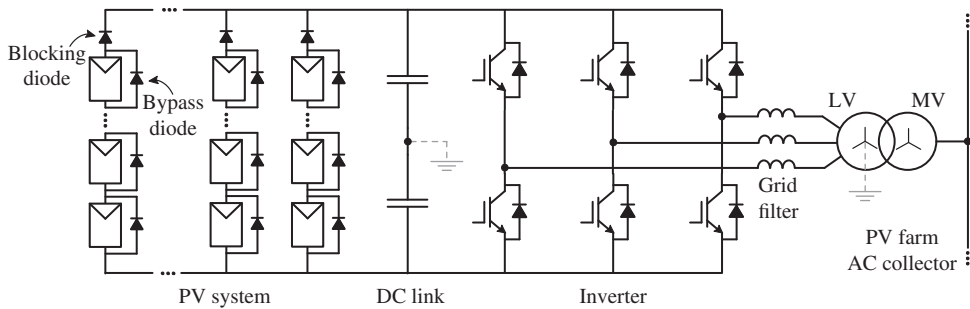 Blocking
diode
Bypass
diode
LV
MV
Grid
filter
PV farm
AC collector
PV system
DC link
Inverter